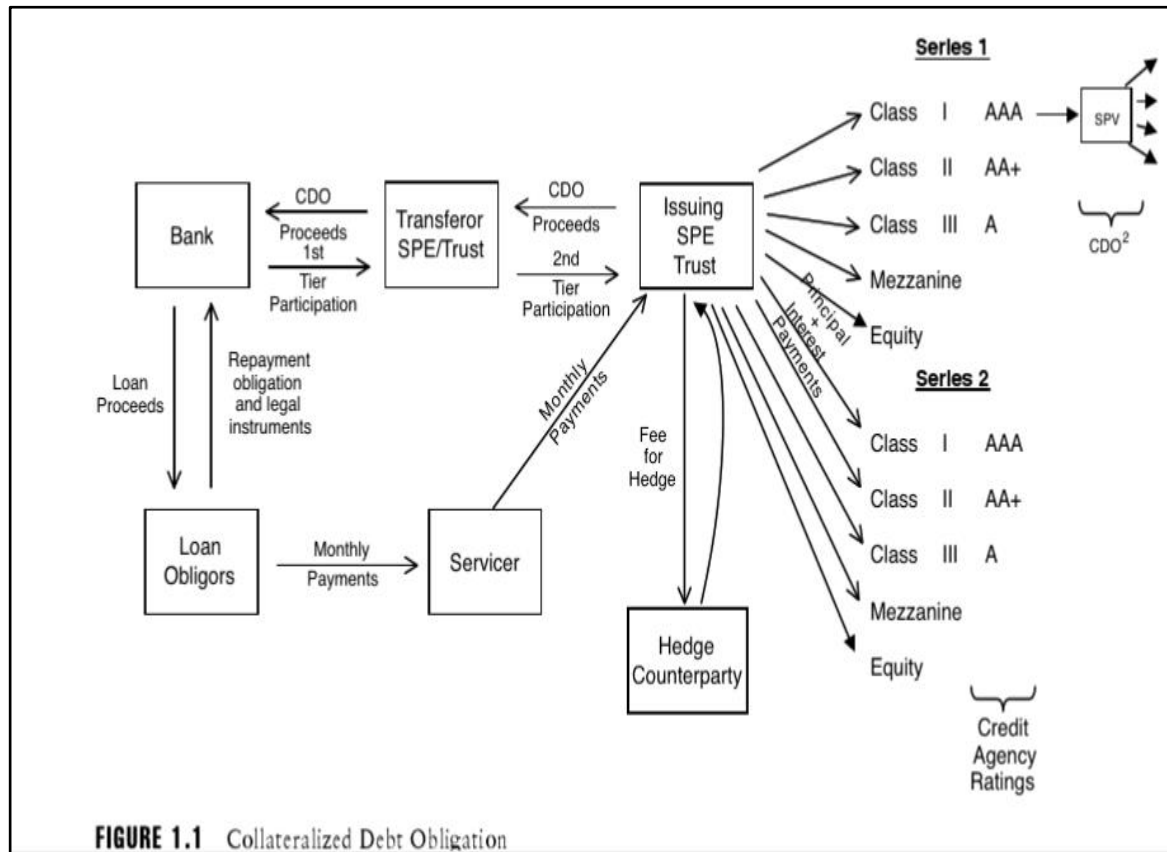 Series 1
Class I AAA
SPV
Class II AA+
Class III A
CDO²
Mezzanine
Equity
Bank
CDO
Proceeds
1st
Tier
Participation
Transferor
SPE/Trust
CDO
Proceeds
2nd
Tier
Participation
Issuing
SPE
Trust
Principal
+
Interest
Payments
Loan
Proceeds
Repayment
obligation
and legal
instruments
Monthly
Payments
Fee
for
Hedge
Series 2
Class I AAA
Class II AA+
Class III A
Mezzanine
Equity
Loan
Obligors
Monthly
Payments
Servicer
Hedge
Counterparty
Credit
Agency
Ratings
FIGURE 1.1 Collateralized Debt Obligation